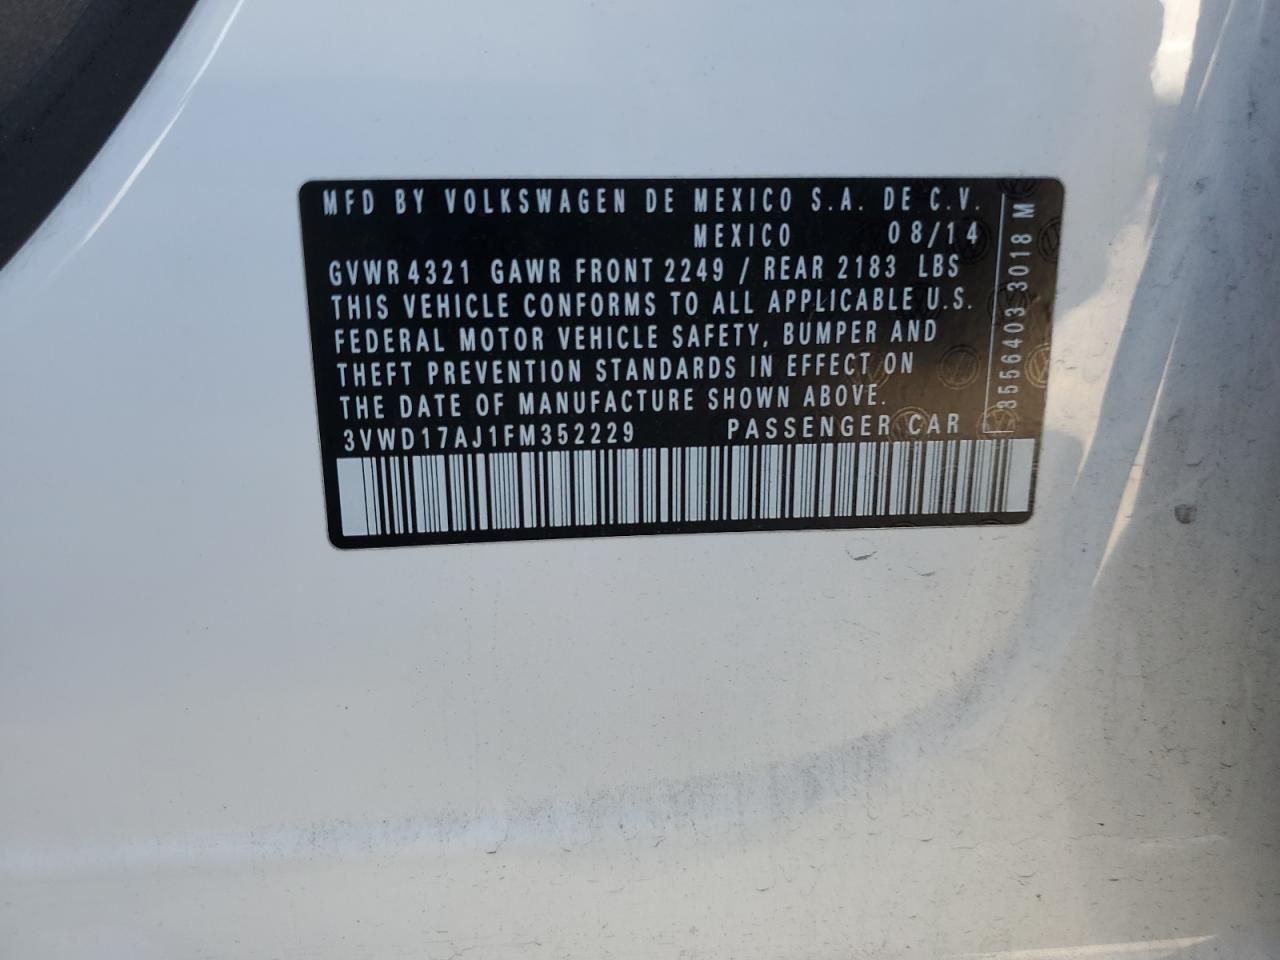 MFD BY VOLKSWAGEN DE MEXICO S.A. DE C.V.
MEXICO 08/14
GVWR 4321 GAWR FRONT 2249 / REAR 2183 LBS
THIS VEHICLE CONFORMS TO ALL APPLICABLE U.S.
FEDERAL MOTOR VEHICLE SAFETY, BUMPER AND
THEFT PREVENTION STANDARDS IN EFFECT ON
THE DATE OF MANUFACTURE SHOWN ABOVE.
3VWD17AJ1FM352229 PASSENGER CAR
3018 M